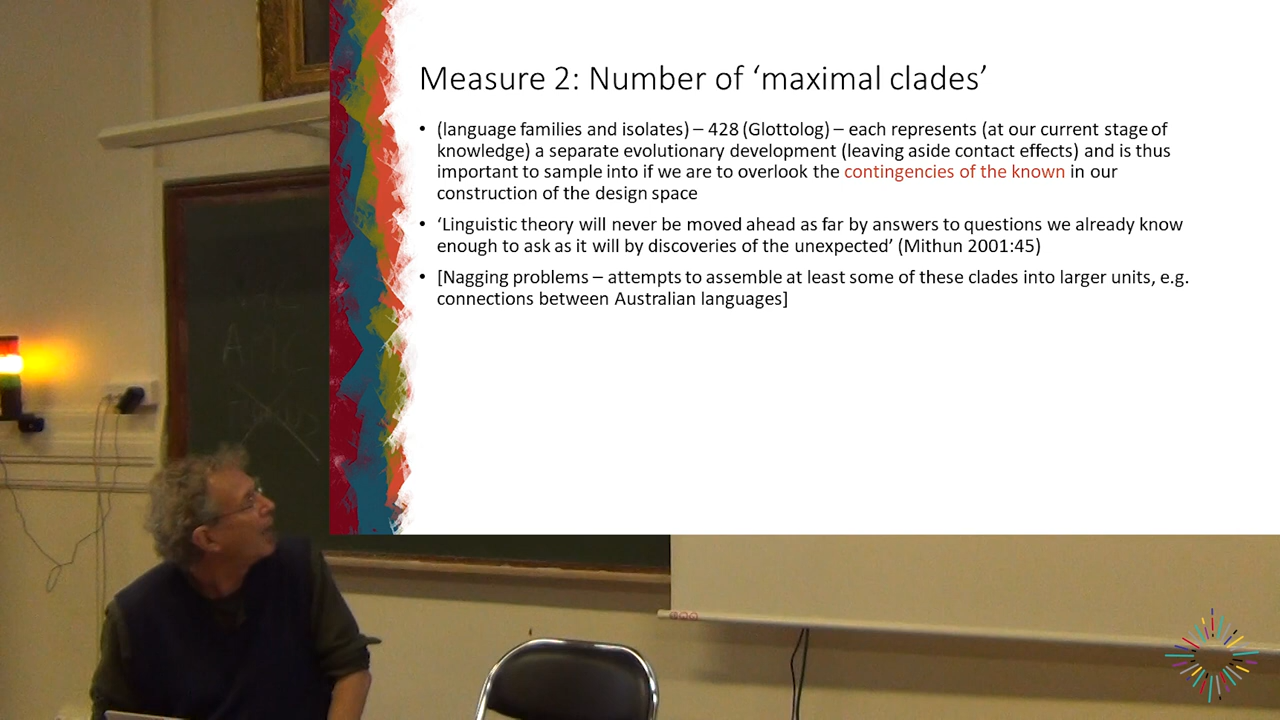 Measure 2: Number of ‘maximal clades’
• (language families and isolates) – 428 (Glottolog) – each represents (at our current stage of
knowledge) a separate evolutionary development (leaving aside contact effects) and is thus
important to sample into if we are to overlook the contingencies of the known in our
construction of the design space
• ‘Linguistic theory will never be moved ahead as far by answers to questions we already know
enough to ask as it will by discoveries of the unexpected’ (Mithun 2001:45)
• [Nagging problems – attempts to assemble at least some of these clades into larger units, e.g.
connections between Australian languages]